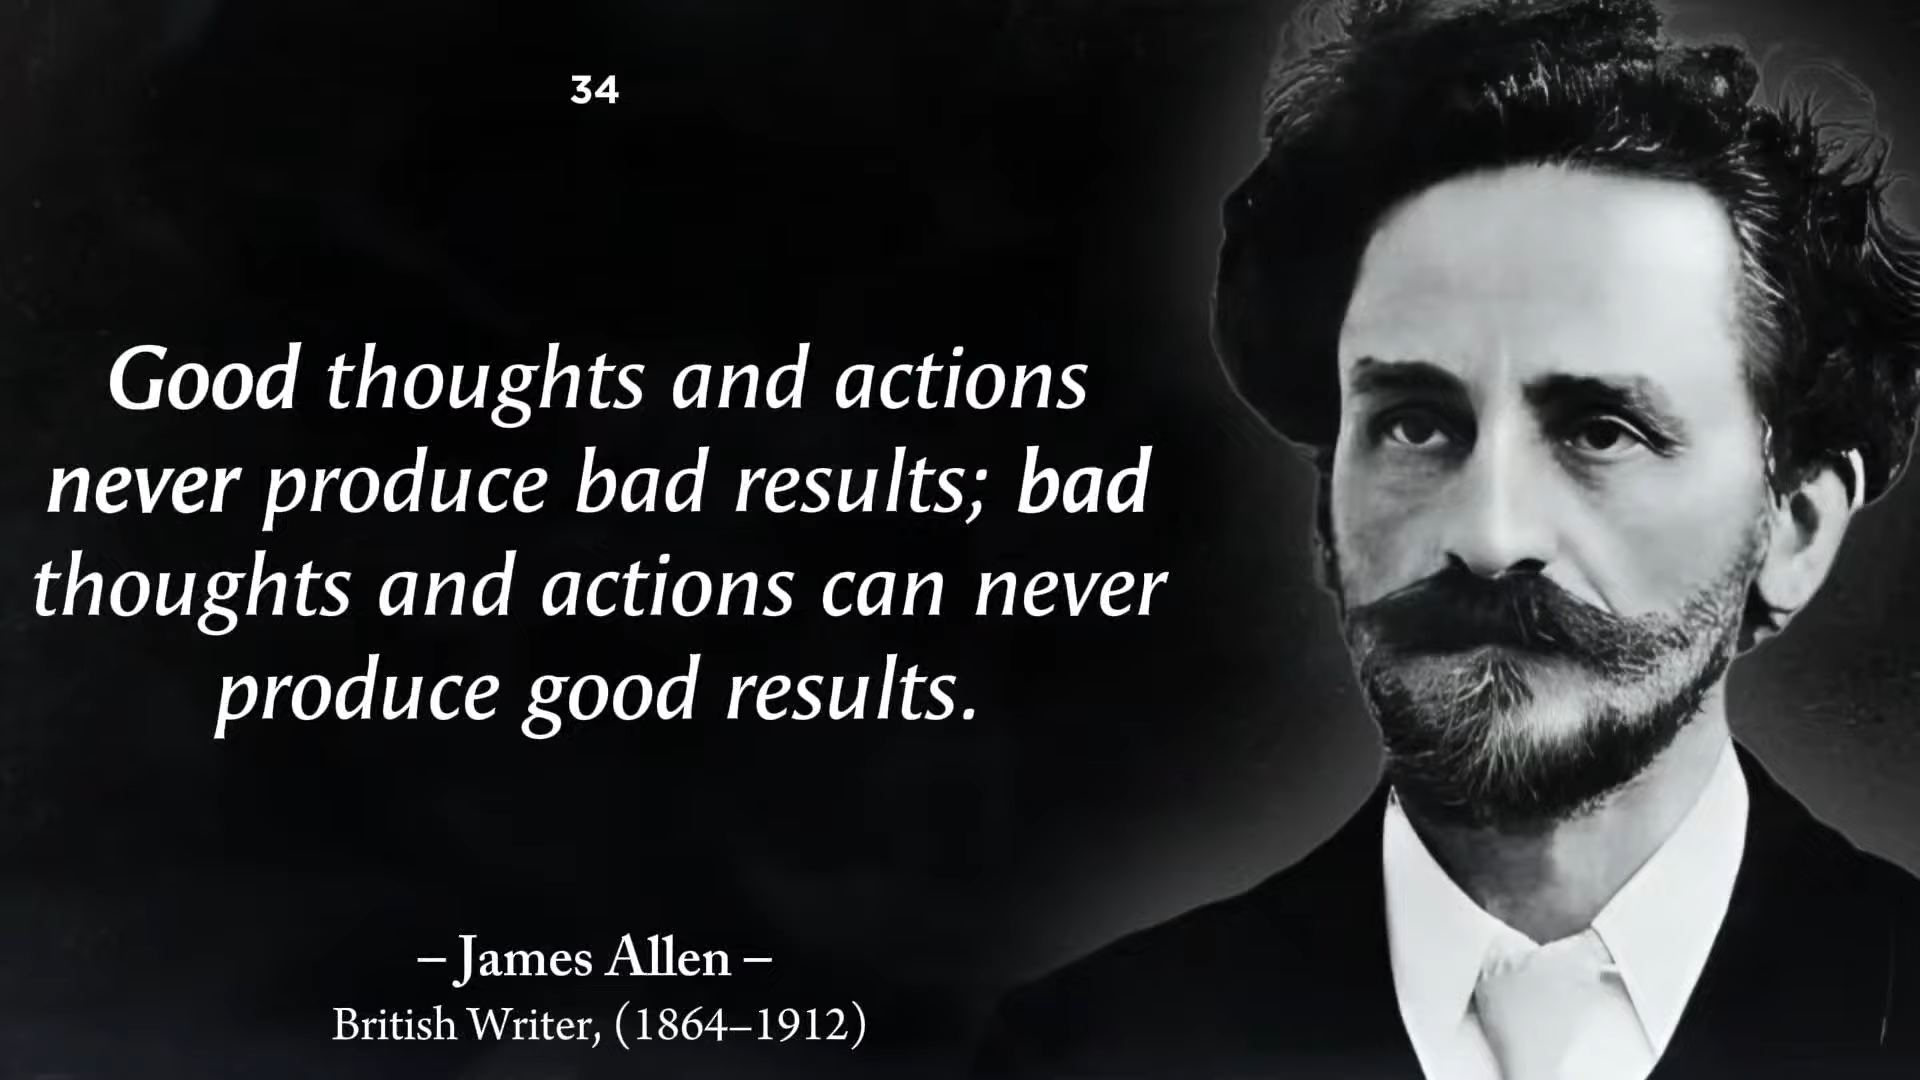 34
Good thoughts and actions
never produce bad results; bad
thoughts and actions can never
produce good results.
– James Allen –
British Writer, (1864–1912)